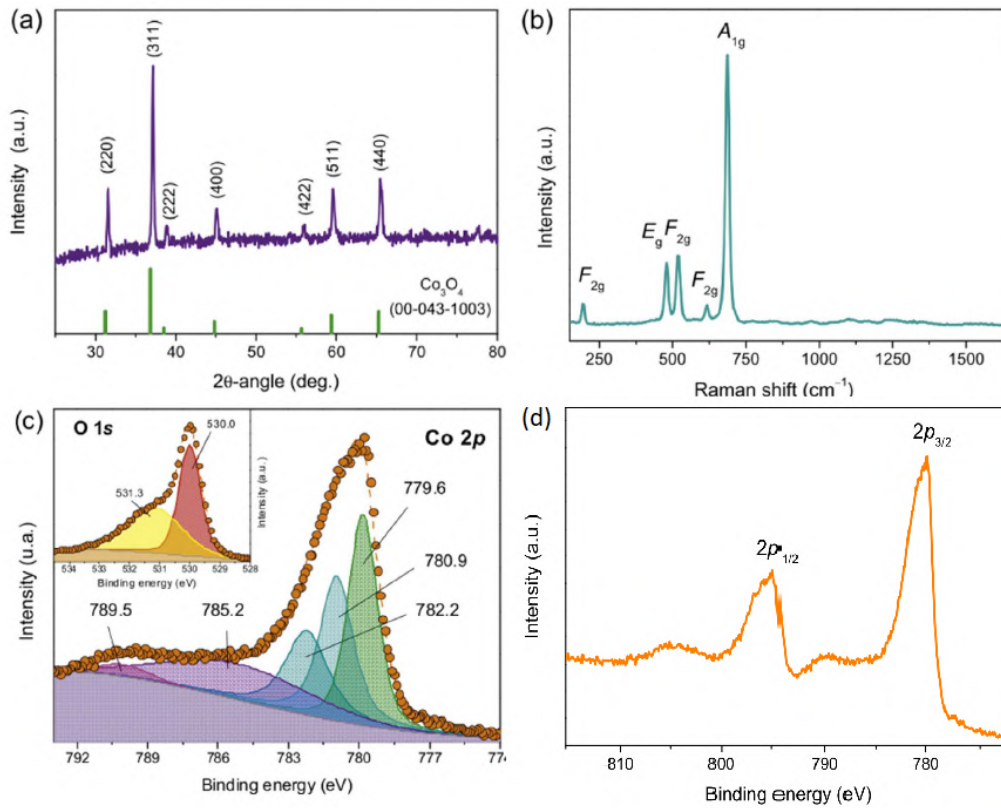 (a)
Intensity (a.u.)
(220)
(311)
(222)
(400)
(422)
(511)
(440)
Co₃O₄
(00-043-1003)
30 40 50 60 70 80
2θ-angle (deg.)
(b)
Intensity (a.u.)
F2g
Eg F2g
F2g
A1g
250 500 750 1000 1250 1500
Raman shift (cm⁻¹)
(c)
O 1s
Co 2p
530.0
531.3
Intensity (a.u.)
534 533 532 531 530 529 528
Binding energy (eV)
779.6
780.9
782.2
789.5
785.2
Intensity (u.a.)
792 789 786 783 780 777 774
Binding energy (eV)
(d)
Intensity (a.u.)
2p3/2
2p1/2
810 800 790 780
Binding energy (eV)